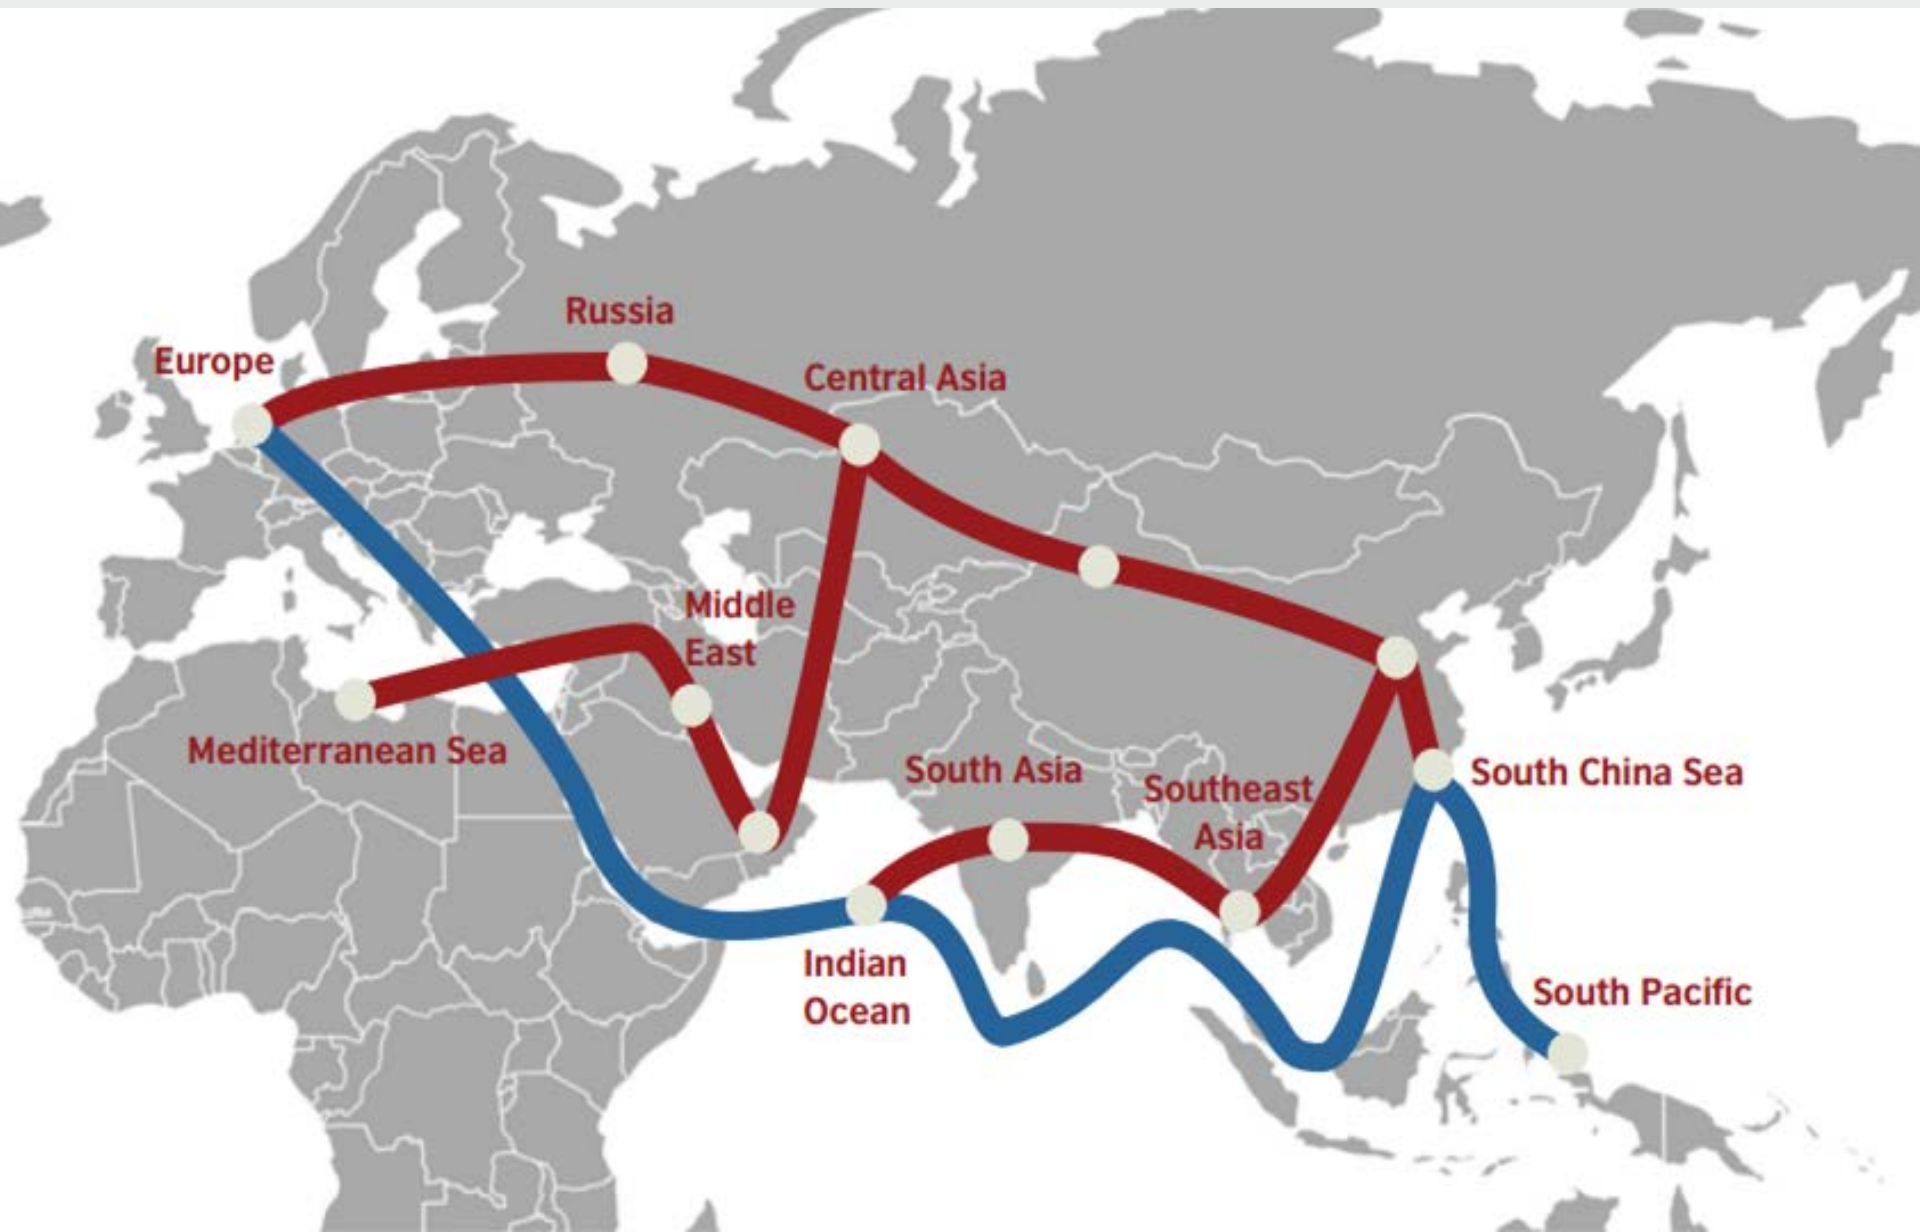 Russia
Europe
Central Asia
Middle
East
Mediterranean Sea
South Asia
Southeast
Asia
South China Sea
Indian
Ocean
South Pacific